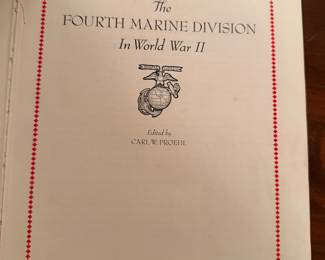 The
FOURTH MARINE DIVISION
In World War II
Edited by
CARL W. PROEHL